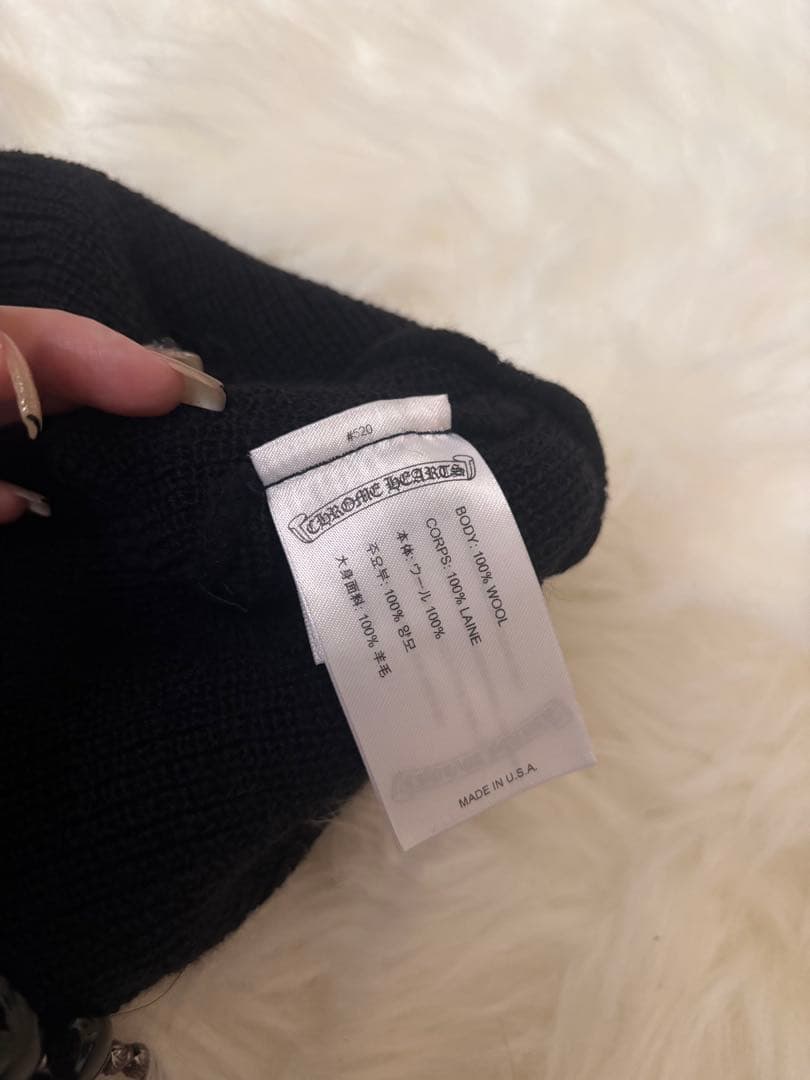 #520
CHROME HEARTS
BODY: 100% WOOL
CORPS: 100% LAINE
本体: ウール 100%
주요부: 100% 양모
大身面料: 100% 羊毛
MADE IN U.S.A.